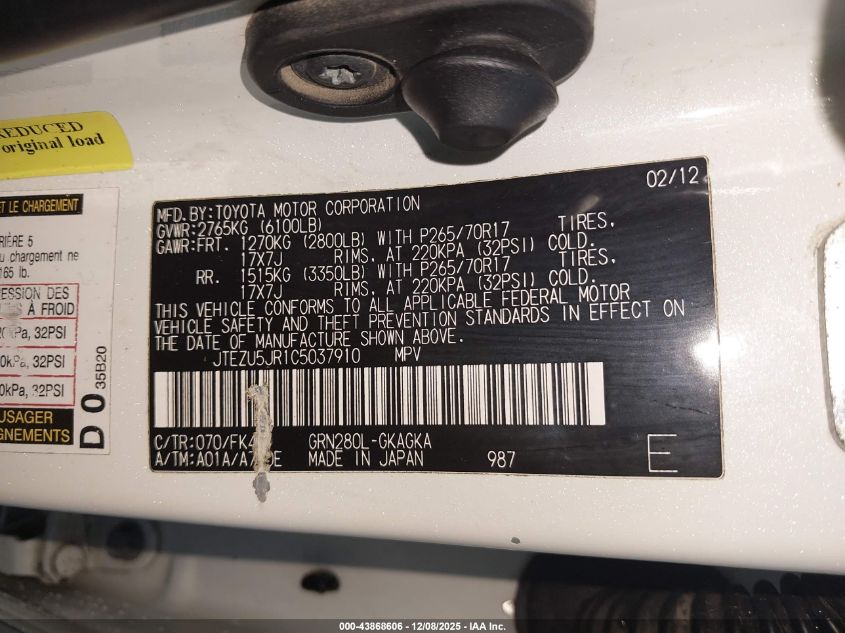 REDUCED
original load
ET LE CHARGEMENT
RIÈRE 5
u chargement ne
165 lb.
ESSION DES
À FROID
kPa, 32PSI
0kPa, 32PSI
0kPa, 32PSI
USAGER
GNEMENTS
D 0 35B20
02/12
MFD. BY: TOYOTA MOTOR CORPORATION
GVWR: 2765KG (6100LB)
GAWR: FRT. 1270KG (2800LB) WITH P265/70R17 TIRES,
17X7J RIMS, AT 220KPA (32PSI) COLD.
RR. 1515KG (3350LB) WITH P265/70R17 TIRES,
17X7J RIMS, AT 220KPA (32PSI) COLD.
THIS VEHICLE CONFORMS TO ALL APPLICABLE FEDERAL MOTOR
VEHICLE SAFETY AND THEFT PREVENTION STANDARDS IN EFFECT ON
THE DATE OF MANUFACTURE SHOWN ABOVE.
JTEZU5JR1C5037910 MPV
C/TR: 070/FK4 GRN280L-GKAGKA
A/TM: A01A/A750E MADE IN JAPAN 987 E
000-43868606 - 12/08/2025 - IAA Inc.